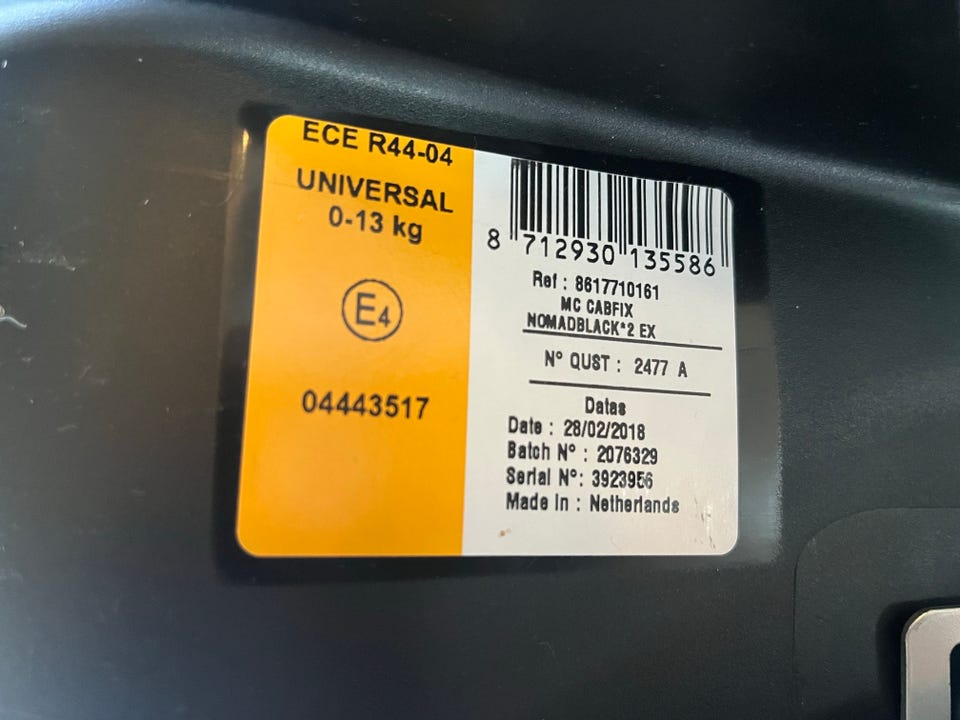 ECE R44-04
UNIVERSAL
0-13 kg
E4
04443517
8 712930 135586
Ref : 8617710161
MC CABFIX
NOMADBLACK*2 EX
N° QUST : 2477 A
Datas
Date : 28/02/2018
Batch N° : 2076329
Serial N°: 3923956
Made In : Netherlands